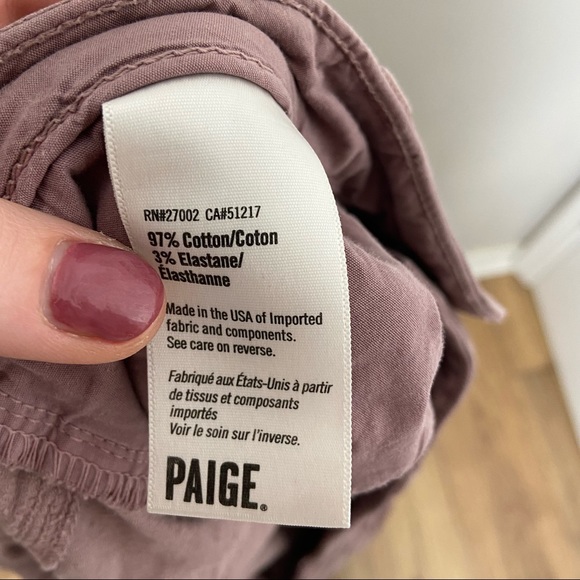 RN#27002 CA#51217
97% Cotton/Coton
3% Elastane/
Élasthanne
Made in the USA of Imported
fabric and components.
See care on reverse.
Fabriqué aux États-Unis à partir
de tissus et composants
importés
Voir le soin sur l'inverse.
PAIGE®